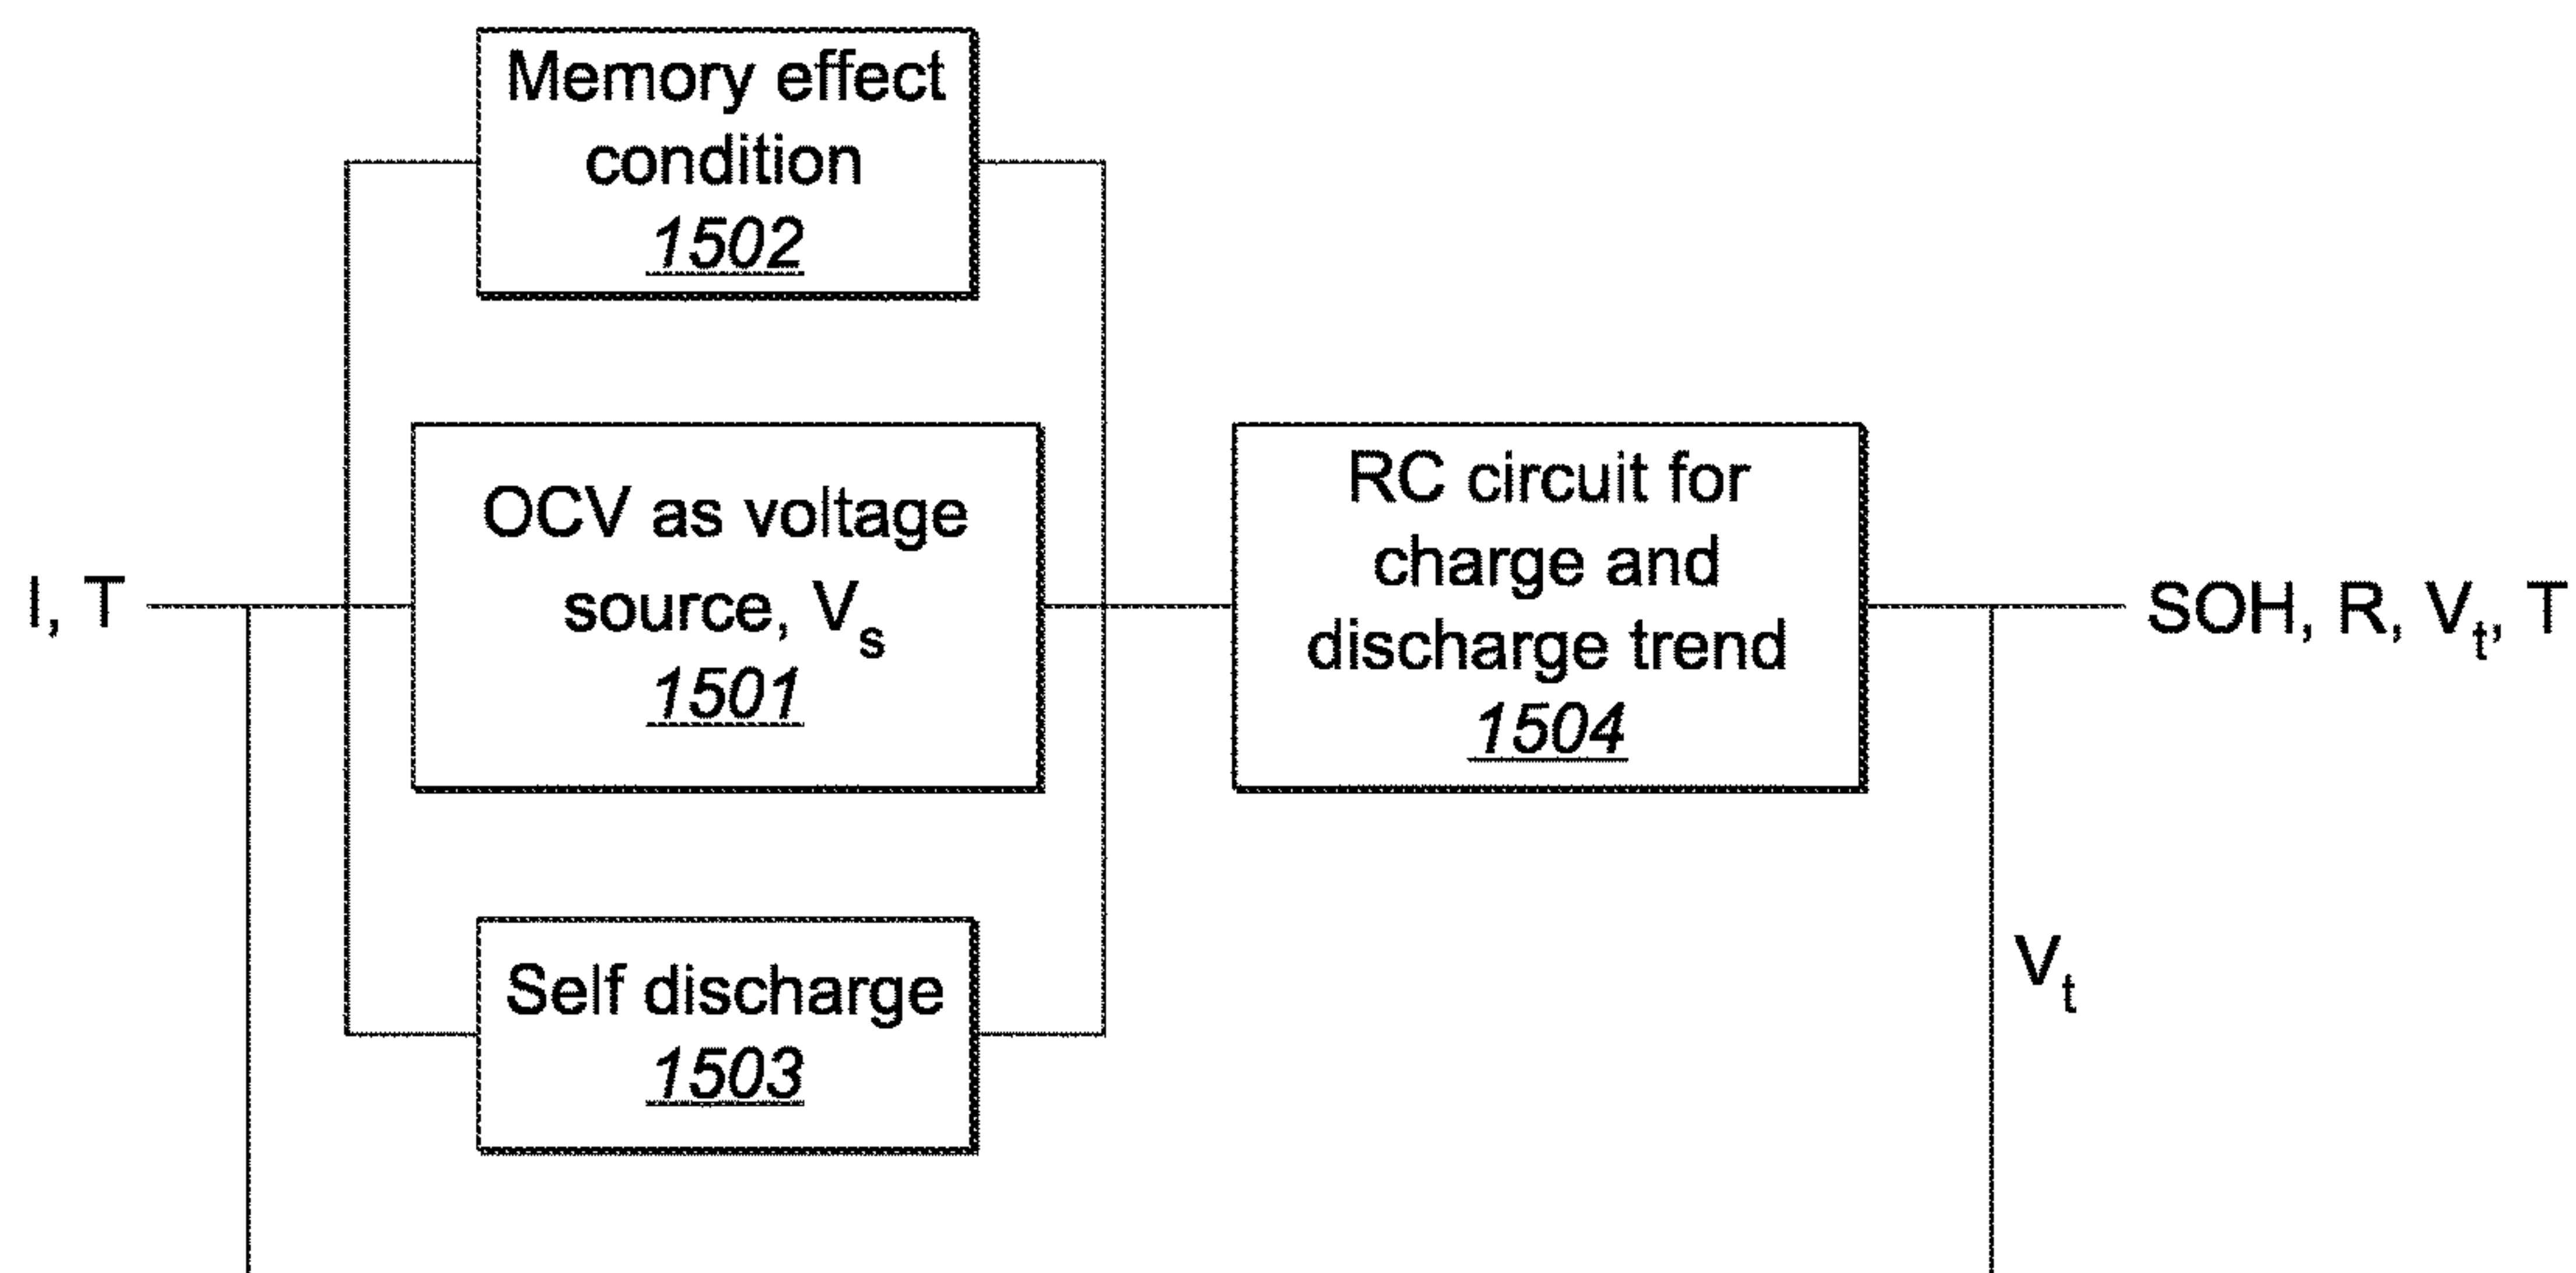 Memory effect
condition
1502
I, T
OCV as voltage
source, Vs
1501
RC circuit for
charge and
discharge trend
1504
SOH, R, Vt, T
Self discharge
1503
Vt